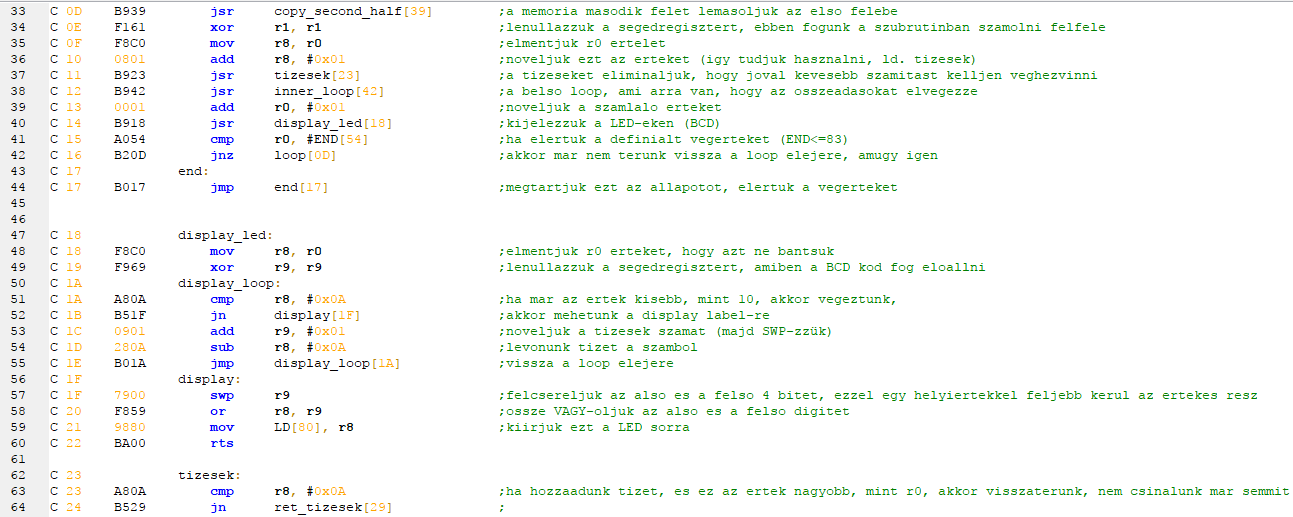 33 C 0D B939 jsr copy_second_half[39] ;a memoria masodik felet lemasoljuk az elso felebe
34 C 0E F161 xor r1, r1 ;lenullazzuk a segedregisztert, ebben fogunk a szubrutinban szamolni felfele
35 C 0F F8C0 mov r8, r0 ;elmentjuk r0 ertelet
36 C 10 0801 add r8, #0x01 ;noveljuk ezt az erteket (igy tudjuk hasznalni, ld. tizesek)
37 C 11 B923 jsr tizesek[23] ;a tizeseket eliminaljuk, hogy joval kevesebb szamitast kelljen veghezvinni
38 C 12 B942 jsr inner_loop[42] ;a belso loop, ami arra van, hogy az osszeadasokat elvegezze
39 C 13 0001 add r0, #0x01 ;noveljuk a szamlalo erteket
40 C 14 B918 jsr display_led[18] ;kijelezzuk a LED-eken (BCD)
41 C 15 A054 cmp r0, #END[54] ;ha elertuk a definialt vegerteket (END<=83)
42 C 16 B20D jnz loop[0D] ;akkor mar nem terunk vissza a loop elejere, amugy igen
43 C 17 end:
44 C 17 B017 jmp end[17] ;megtartjuk ezt az allapotot, elertuk a vegerteket
45
46
47 C 18 display_led:
48 C 18 F8C0 mov r8, r0 ;elmentjuk r0 erteket, hogy azt ne bantsuk
49 C 19 F969 xor r9, r9 ;lenullazzuk a segedregisztert, amiben a BCD kod fog eloallni
50 C 1A display_loop:
51 C 1A A80A cmp r8, #0x0A ;ha mar az ertek kisebb, mint 10, akkor vegeztunk,
52 C 1B B51F jn display[1F] ;akkor mehetunk a display label-re
53 C 1C 0901 add r9, #0x01 ;noveljuk a tizesek szamat (majd SWP-zzük)
54 C 1D 280A sub r8, #0x0A ;levonunk tizet a szambol
55 C 1E B01A jmp display_loop[1A] ;vissza a loop elejere
56 C 1F display:
57 C 1F 7900 swp r9 ;felcsereljuk az also es a felso 4 bitet, ezzel egy helyiertekkel feljebb kerul az ertekes resz
58 C 20 F859 or r8, r9 ;ossze VAGY-oljuk az also es a felso digitet
59 C 21 9880 mov LD[80], r8 ;kiirjuk ezt a LED sorra
60 C 22 BA00 rts
61
62 C 23 tizesek:
63 C 23 A80A cmp r8, #0x0A ;ha hozzaadunk tizet, es ez az ertek nagyobb, mint r0, akkor visszaterunk, nem csinalunk mar semmit
64 C 24 B529 jn ret_tizesek[29] ;